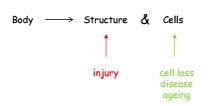 Body → Structure & Cells
injury
cell loss
disease
ageing